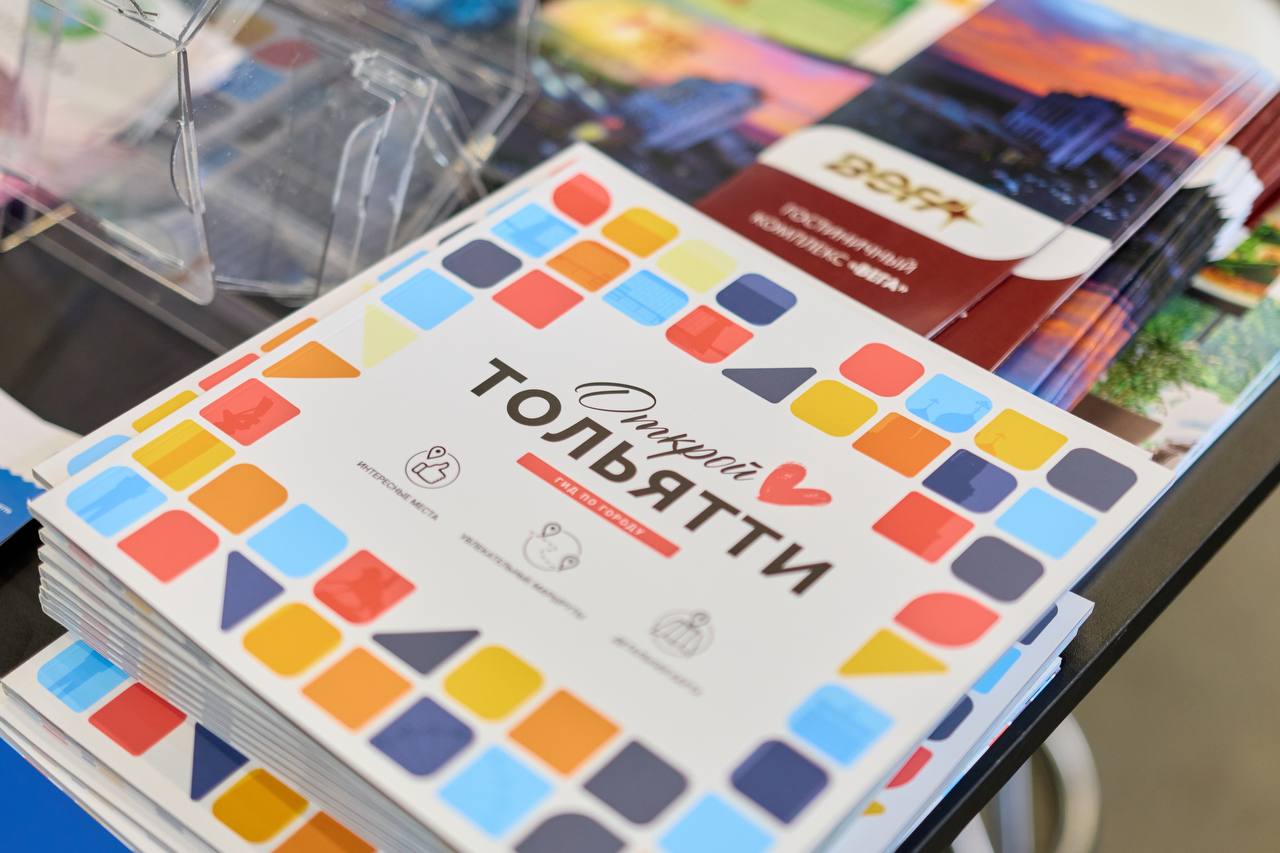 Открой
ТОЛЬЯТТИ
ГИД ПО ГОРОДУ
ИНТЕРЕСНЫЕ МЕСТА
УВЛЕКАТЕЛЬНЫЕ МАРШРУТЫ
ВЕГА
ГОСТИНИЧНЫЙ
КОМПЛЕКС «ВЕГА»